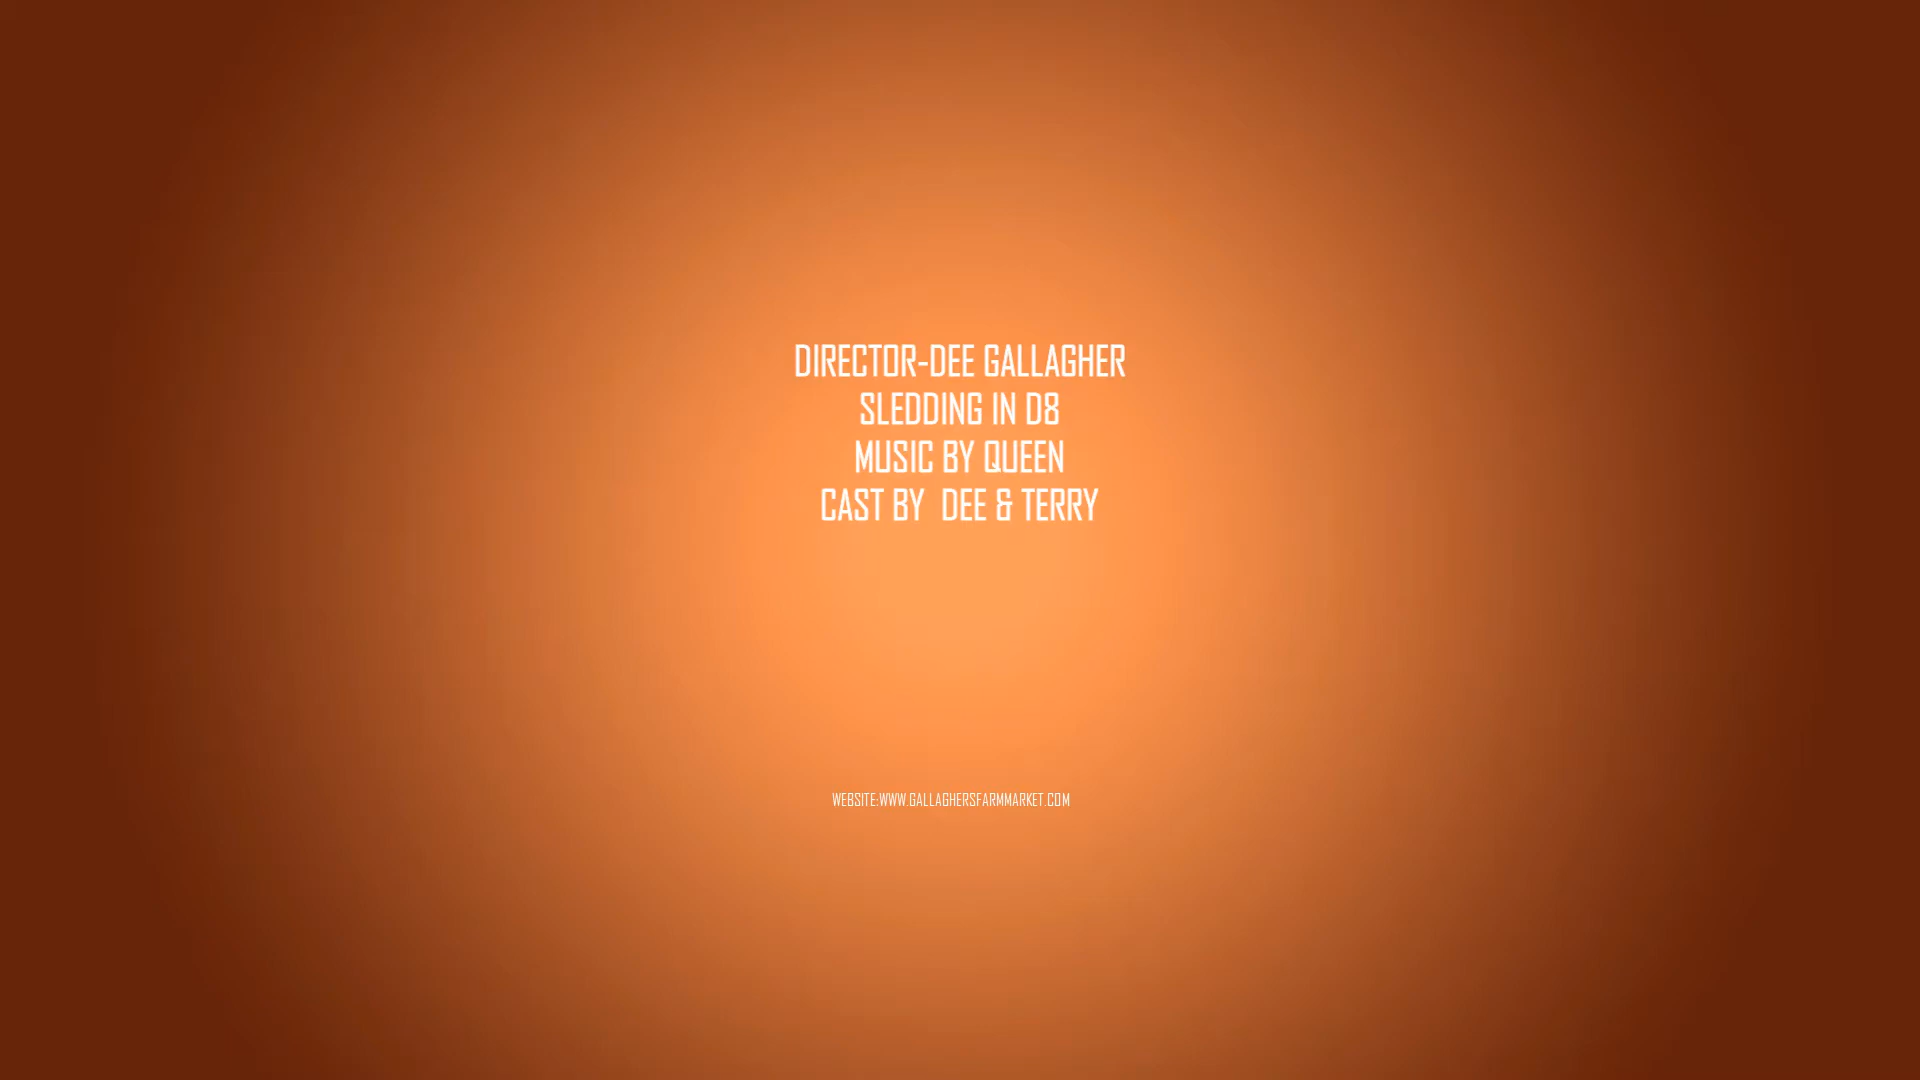 DIRECTOR-DEE GALLAGHER
SLEDDING IN D8
MUSIC BY QUEEN
CAST BY  DEE & TERRY
WEBSITE:WWW.GALLAGHERSFARMMARKET.COM